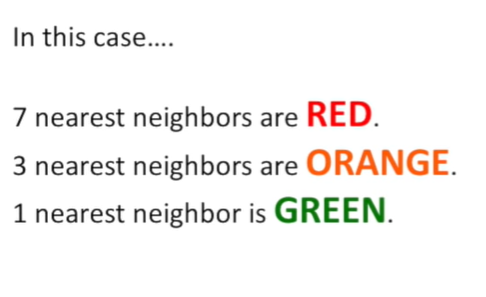 In this case....
7 nearest neighbors are RED.
3 nearest neighbors are ORANGE.
1 nearest neighbor is GREEN.